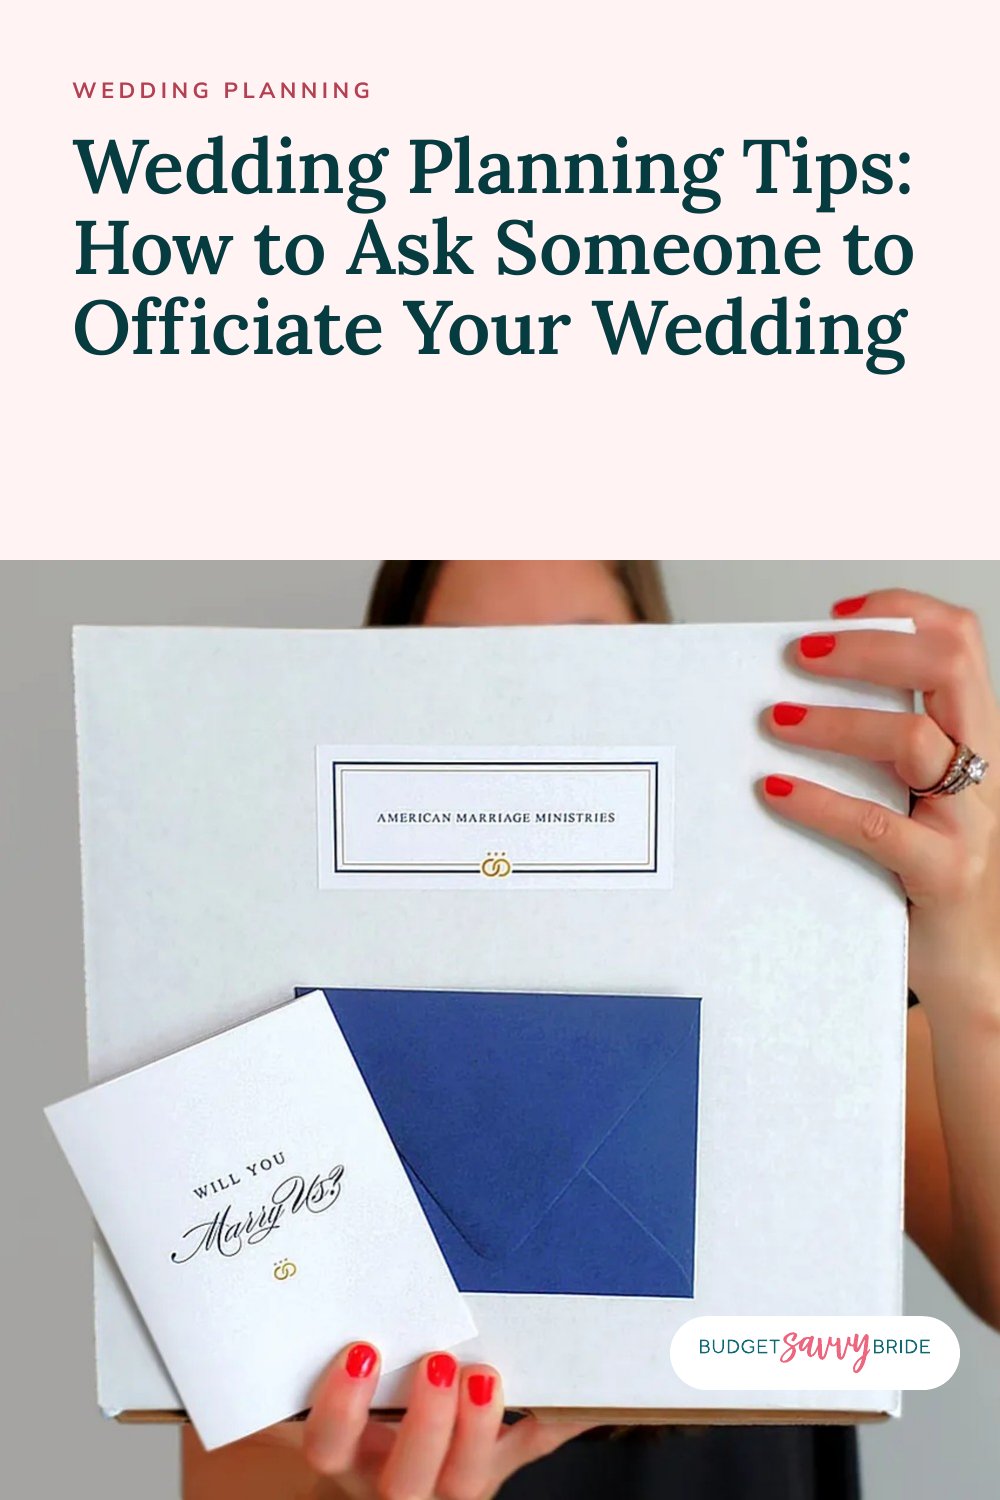 WEDDING PLANNING
Wedding Planning Tips:
How to Ask Someone to
Officiate Your Wedding
AMERICAN MARRIAGE MINISTRIES
WILL YOU
Marry Us?
BUDGET savvy BRIDE